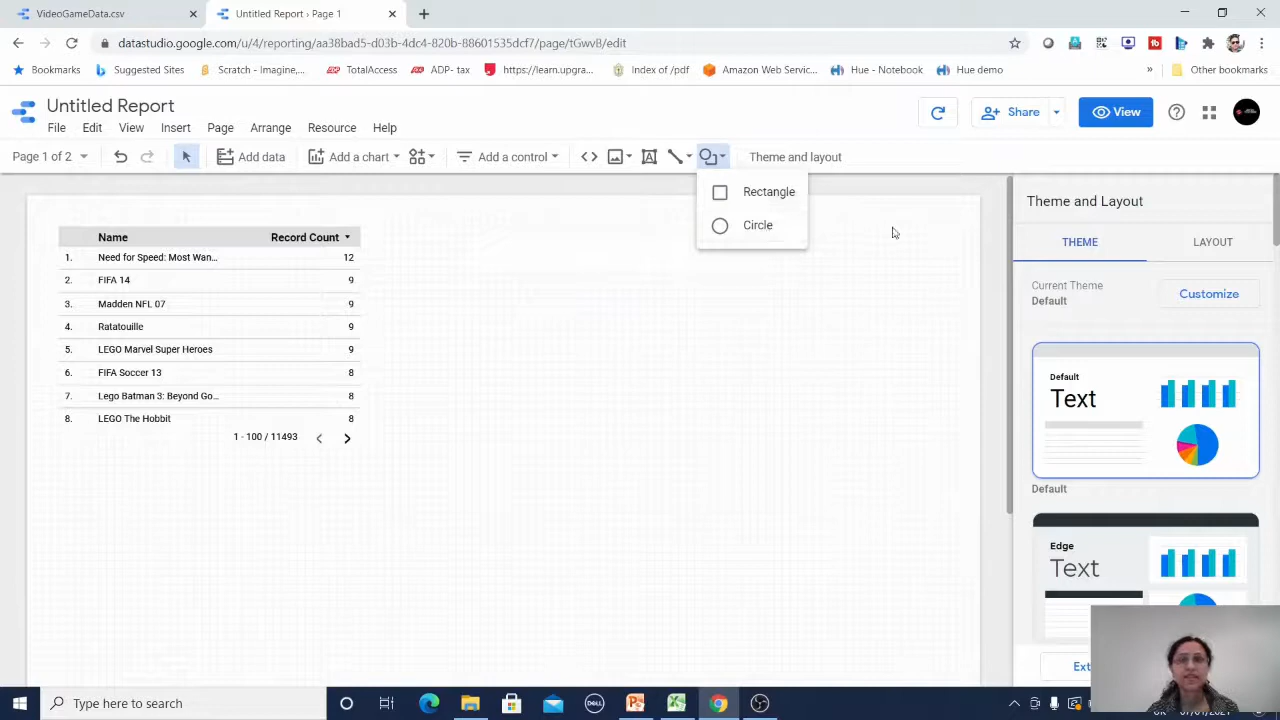 VideoGameData.csv
Untitled Report › Page 1
datastudio.google.com/u/4/reporting/aa38bad5-d03b-4dc4-820b-88601535dcf7/page/tGwvB/edit
Bookmarks
Suggested Sites
Scratch - Imagine,...
TotalAccess
ADP- tax
https://learn.upgra...
Index of /pdf
Amazon Web Servic...
Hue - Notebook
Hue demo
Other bookmarks
Untitled Report
File Edit View Insert Page Arrange Resource Help
Share
View
Page 1 of 2
Add data
Add a chart
Add a control
Theme and layout
Rectangle
Circle
Name Record Count
1. Need for Speed: Most Wan... 12
2. FIFA 14 9
3. Madden NFL 07 9
4. Ratatouille 9
5. LEGO Marvel Super Heroes 9
6. FIFA Soccer 13 8
7. Lego Batman 3: Beyond Go... 8
8. LEGO The Hobbit 8
1 - 100 / 11493
Theme and Layout
THEME LAYOUT
Current Theme
Default
Customize
Default
Text
Default
Edge
Text
Ext
Type here to search